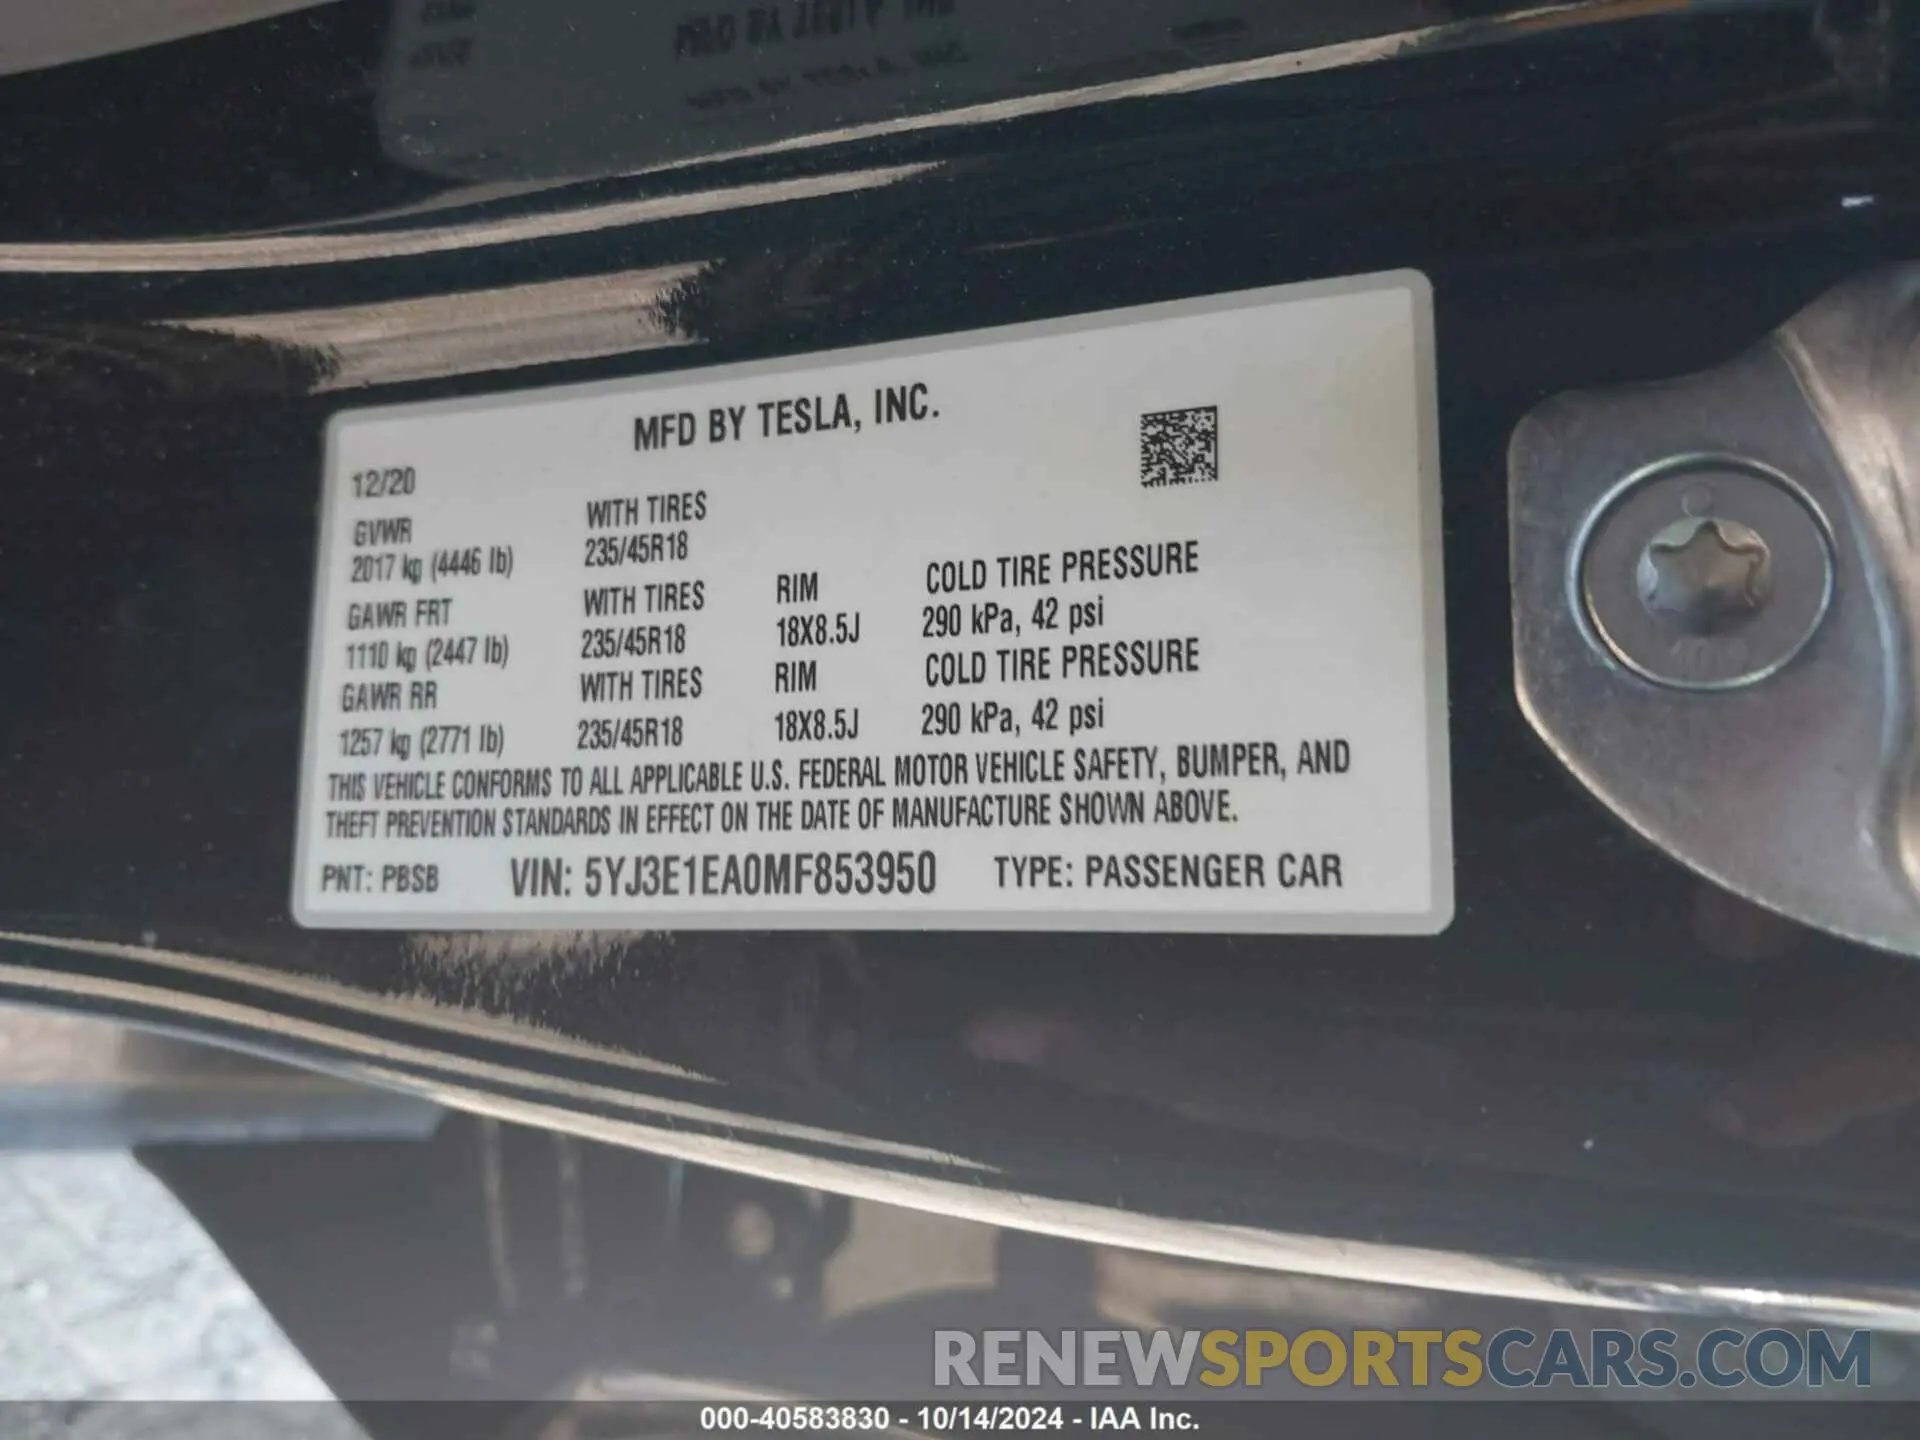 MFD BY TESLA, INC.
12/20
GVWR
2017 kg (4446 lb)
WITH TIRES
235/45R18
GAWR FRT
1110 kg (2447 lb)
WITH TIRES
235/45R18
RIM
18X8.5J
COLD TIRE PRESSURE
290 kPa, 42 psi
GAWR RR
1257 kg (2771 lb)
WITH TIRES
235/45R18
RIM
18X8.5J
COLD TIRE PRESSURE
290 kPa, 42 psi
THIS VEHICLE CONFORMS TO ALL APPLICABLE U.S. FEDERAL MOTOR VEHICLE SAFETY, BUMPER, AND
THEFT PREVENTION STANDARDS IN EFFECT ON THE DATE OF MANUFACTURE SHOWN ABOVE.
PNT: PBSB VIN: 5YJ3E1EA0MF853950 TYPE: PASSENGER CAR
RENEWSPORTSCARS.COM
000-40583830 - 10/14/2024 - IAA Inc.